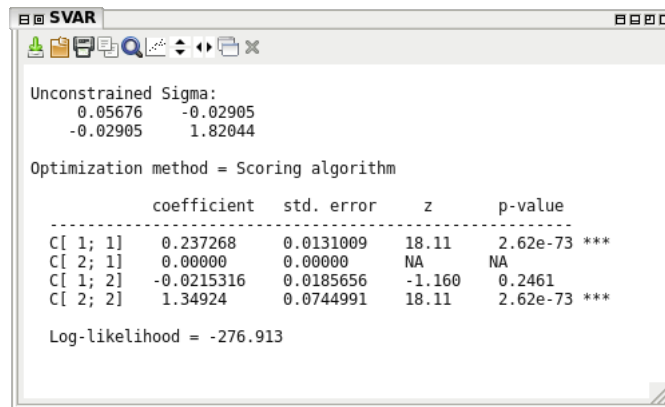 SVAR
Unconstrained Sigma:
0.05676 -0.02905
-0.02905 1.82044
Optimization method = Scoring algorithm
coefficient std. error z p-value
---------------------------------------------------------
C[ 1; 1] 0.237268 0.0131009 18.11 2.62e-73 ***
C[ 2; 1] 0.00000 0.00000 NA NA
C[ 1; 2] -0.0215316 0.0185656 -1.160 0.2461
C[ 2; 2] 1.34924 0.0744991 18.11 2.62e-73 ***
Log-likelihood = -276.913